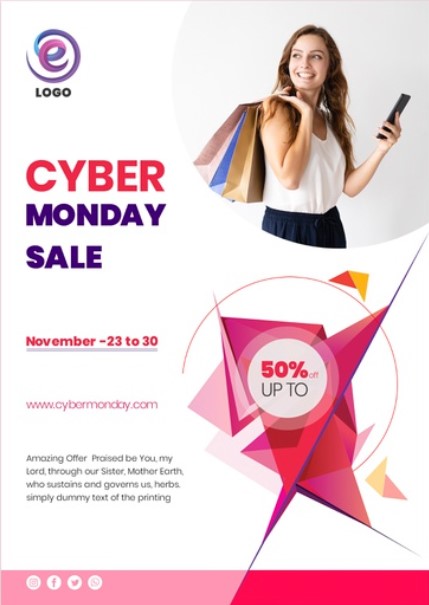 LOGO
CYBER
MONDAY
SALE
November -23 to 30
50% off
UP TO
www.cybermonday.com
Amazing Offer Praised be You, my
Lord, through our Sister, Mother Earth,
who sustains and governs us, herbs.
simply dummy text of the printing